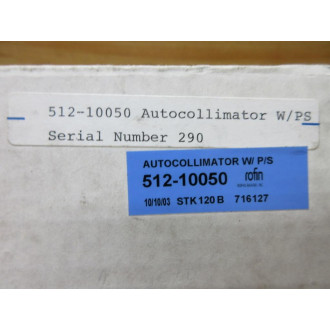 512-10050 Autocollimator W/PS
Serial Number 290
AUTOCOLLIMATOR W/ P/S
512-10050 rofin
10/10/03 STK 120 B 716127